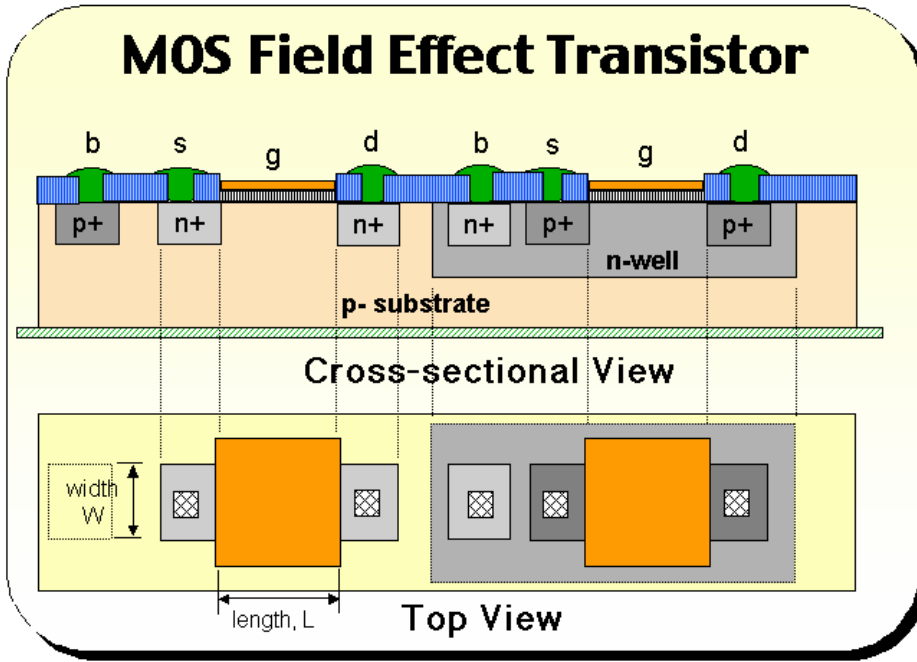 MOS Field Effect Transistor
b s g d b s g d
p+ n+ n+ n+ p+ p+
n-well
p- substrate
Cross-sectional View
width
W
length, L
Top View